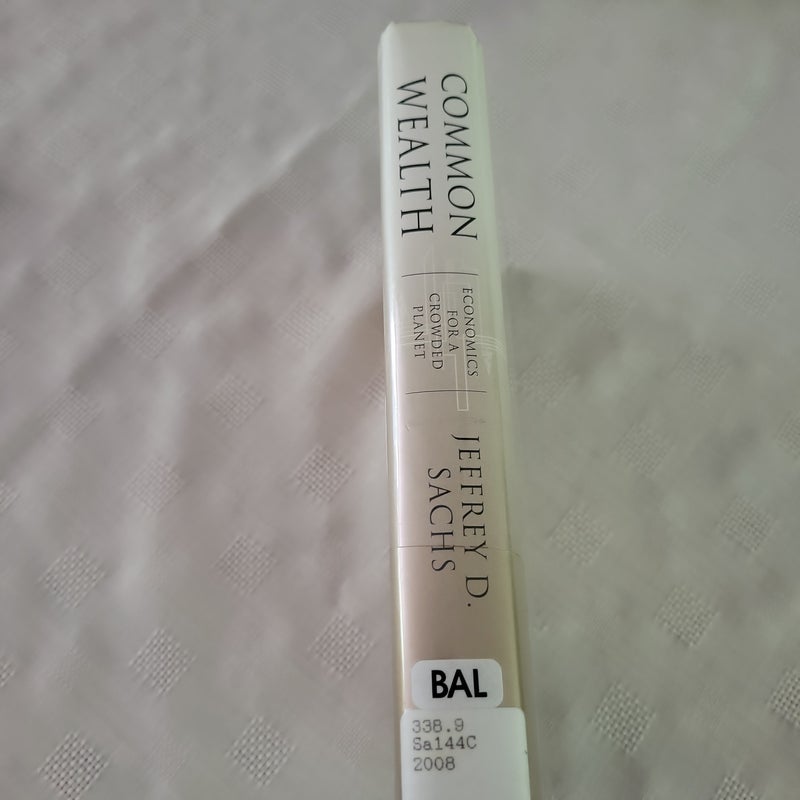 COMMON
WEALTH
ECONOMICS
FOR A
CROWDED
PLANET
JEFFREY D.
SACHS
BAL
338.9
Sa144C
2008